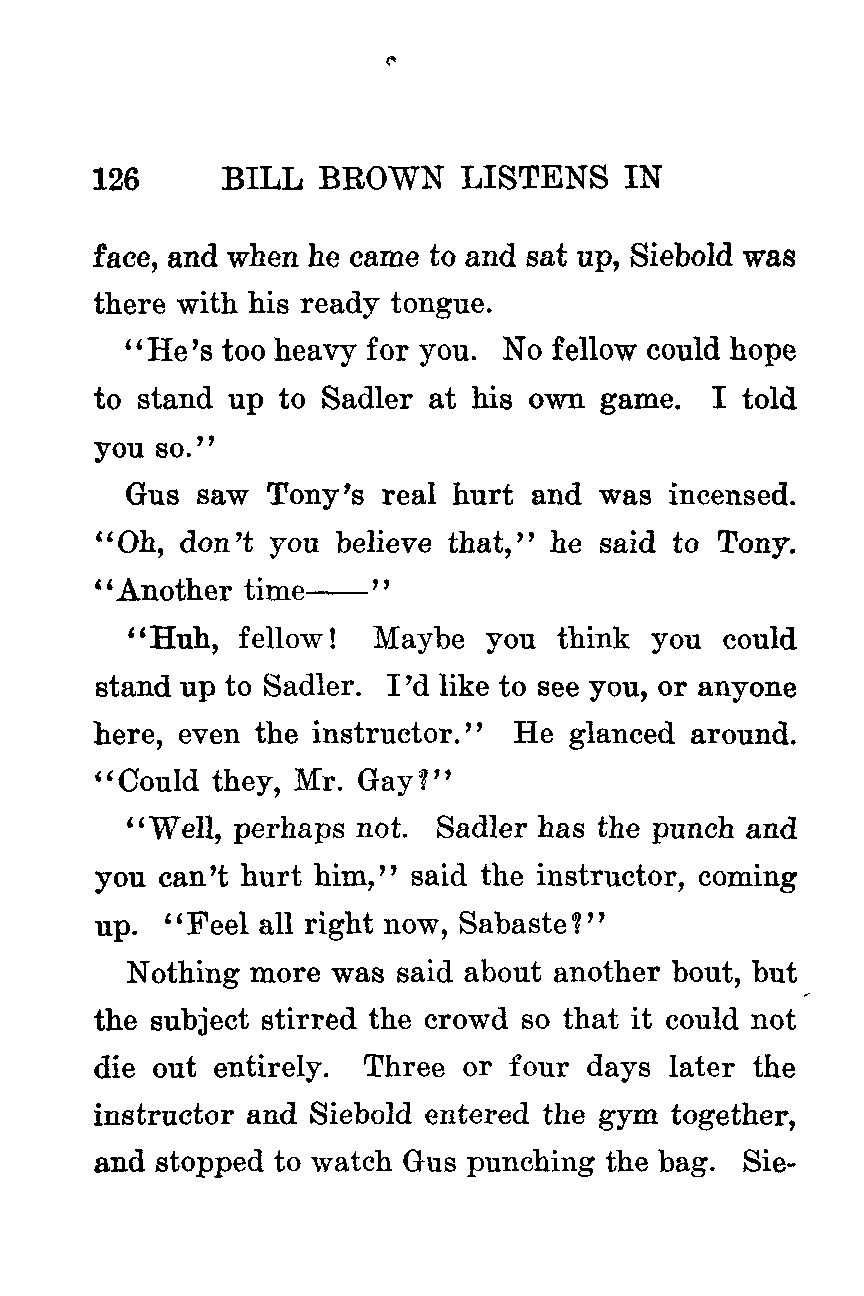 126 BILL BROWN LISTENS IN
face, and when he came to and sat up, Siebold was
there with his ready tongue.
“He’s too heavy for you. No fellow could hope
to stand up to Sadler at his own game. I told
you so.”
Gus saw Tony’s real hurt and was incensed.
“Oh, don’t you believe that,” he said to Tony.
“Another time——”
“Huh, fellow! Maybe you think you could
stand up to Sadler. I’d like to see you, or anyone
here, even the instructor.” He glanced around.
“Could they, Mr. Gay?”
“Well, perhaps not. Sadler has the punch and
you can’t hurt him,” said the instructor, coming
up. “Feel all right now, Sabaste?”
Nothing more was said about another bout, but
the subject stirred the crowd so that it could not
die out entirely. Three or four days later the
instructor and Siebold entered the gym together,
and stopped to watch Gus punching the bag. Sie-